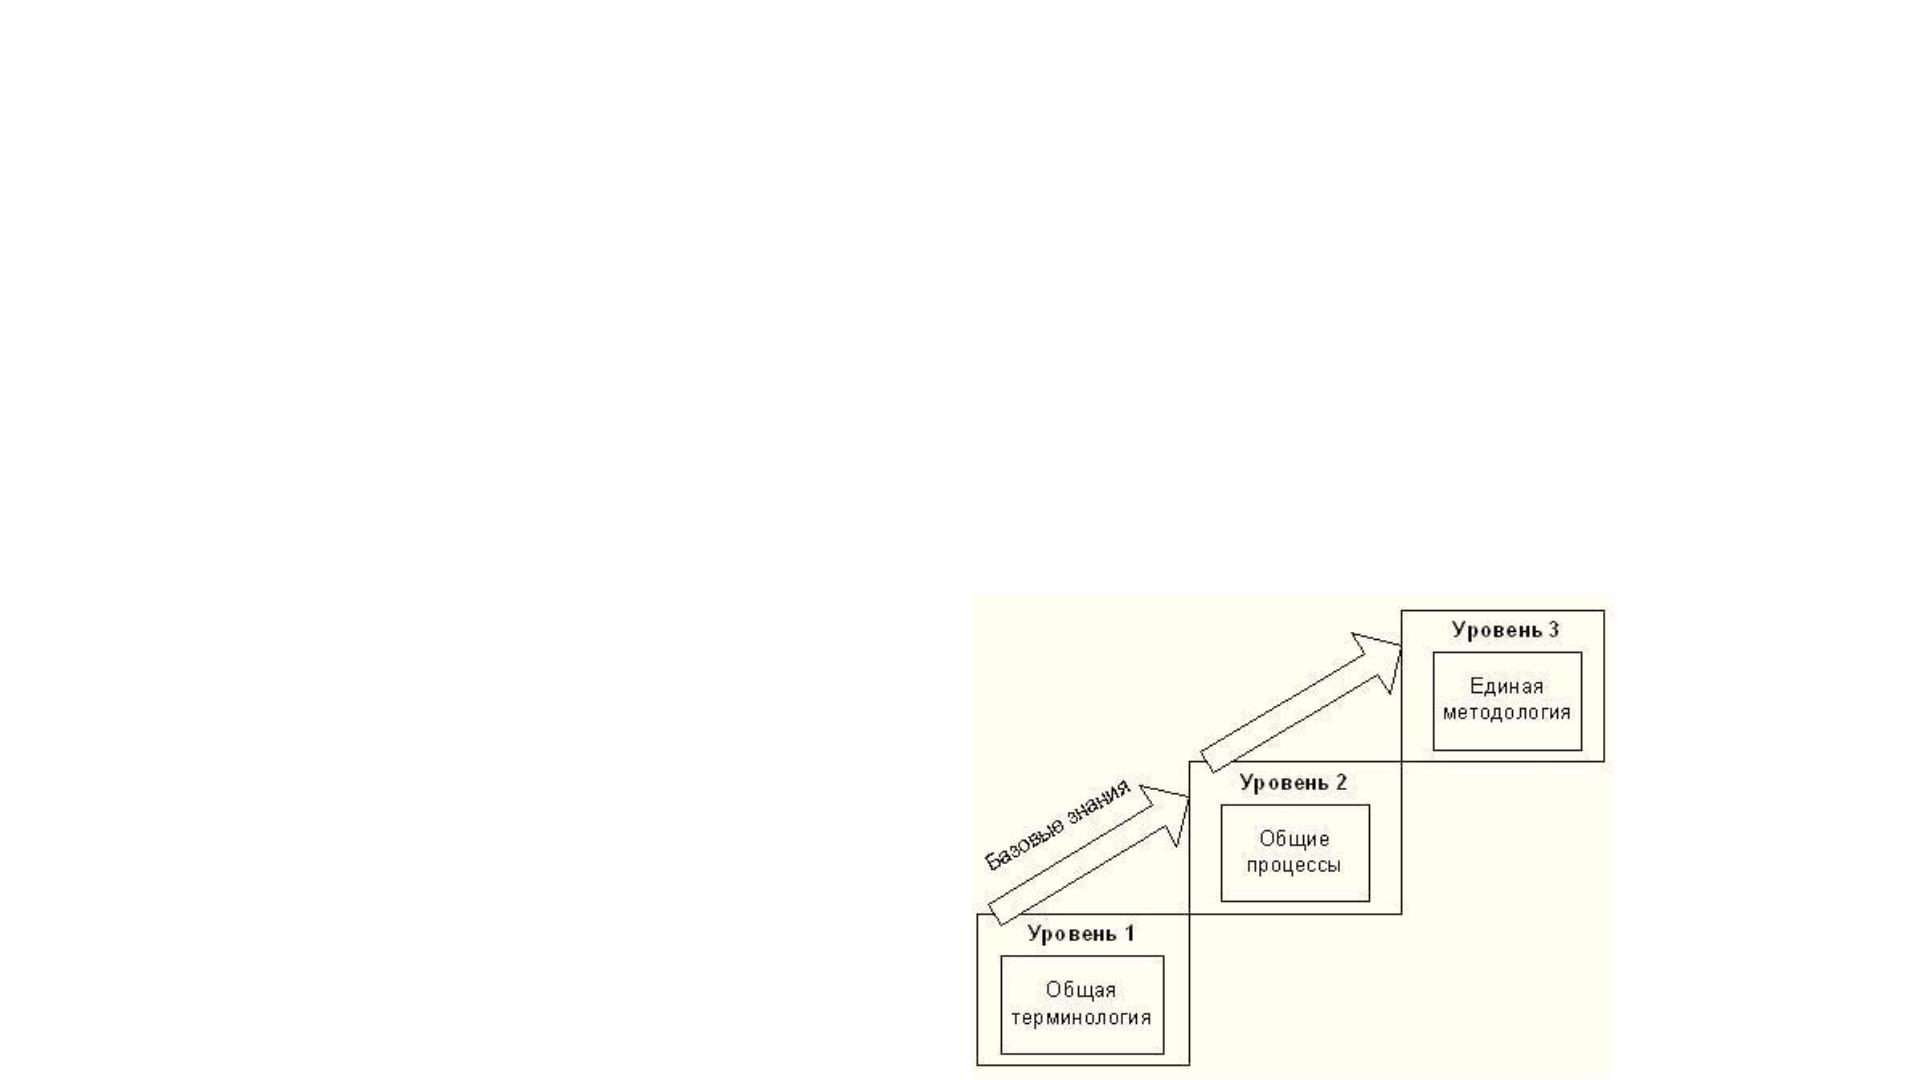 Уровень 3
Единая
методология
Уровень 2
Общие
процессы
Базовые знания
Уровень 1
Общая
терминология